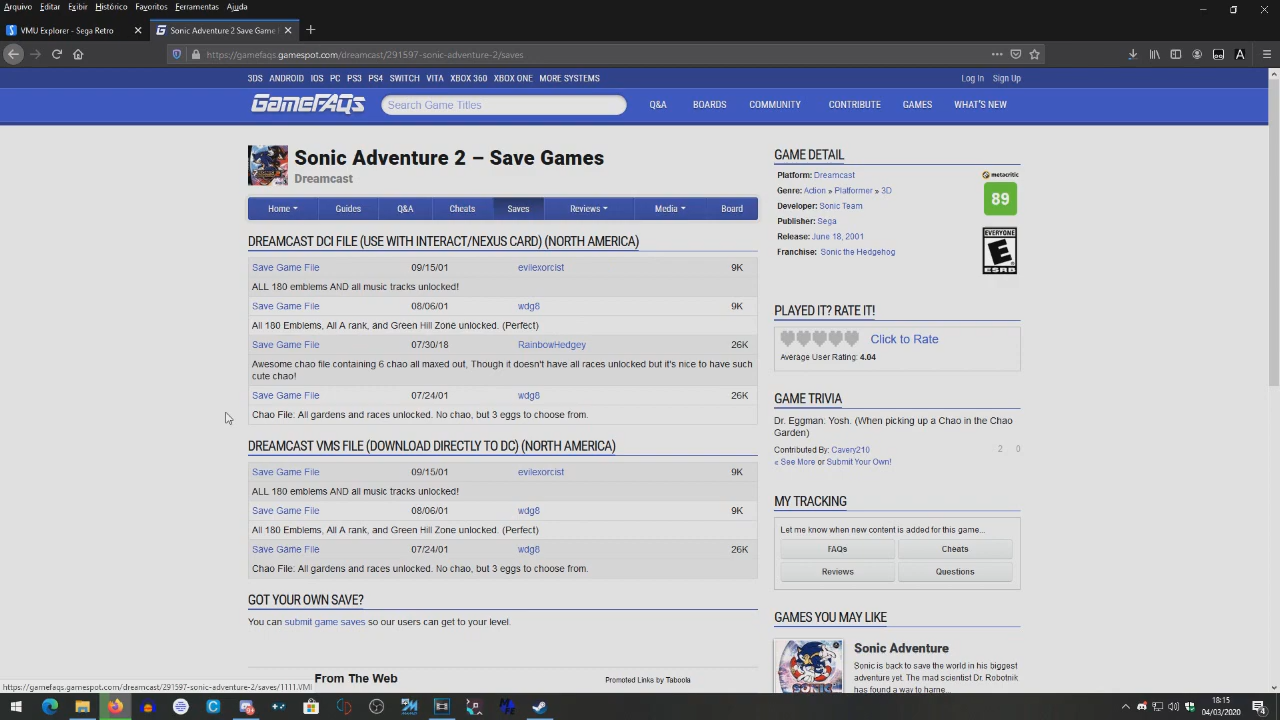 Arquivo Editar Exibir Histórico Favoritos Ferramentas Ajuda
VMU Explorer - Sega Retro
Sonic Adventure 2 Save Game
https://gamefaqs.gamespot.com/dreamcast/291597-sonic-adventure-2/saves
3DS ANDROID IOS PC PS3 PS4 SWITCH VITA XBOX 360 XBOX ONE MORE SYSTEMS
Log In Sign Up
GameFAQs
Search Game Titles
Q&A BOARDS COMMUNITY CONTRIBUTE GAMES WHAT'S NEW
Sonic Adventure 2 – Save Games
Dreamcast
Home Guides Q&A Cheats Saves Reviews Media Board
DREAMCAST DCI FILE (USE WITH INTERACT/NEXUS CARD) (NORTH AMERICA)
Save Game File 09/15/01 evilexorcist 9K
ALL 180 emblems AND all music tracks unlocked!
Save Game File 08/06/01 wdg8 9K
All 180 Emblems, All A rank, and Green Hill Zone unlocked. (Perfect)
Save Game File 07/30/18 RainbowHedgey 26K
Awesome chao file containing 6 chao all maxed out, Though it doesn't have all races unlocked but it's nice to have such
cute chao!
Save Game File 07/24/01 wdg8 26K
Chao File: All gardens and races unlocked. No chao, but 3 eggs to choose from.
DREAMCAST VMS FILE (DOWNLOAD DIRECTLY TO DC) (NORTH AMERICA)
Save Game File 09/15/01 evilexorcist 9K
ALL 180 emblems AND all music tracks unlocked!
Save Game File 08/06/01 wdg8 9K
All 180 Emblems, All A rank, and Green Hill Zone unlocked. (Perfect)
Save Game File 07/24/01 wdg8 26K
Chao File: All gardens and races unlocked. No chao, but 3 eggs to choose from.
GOT YOUR OWN SAVE?
You can submit game saves so our users can get to your level.
From The Web
Promoted Links by Taboola
GAME DETAIL
Platform: Dreamcast
metacritic
Genre: Action » Platformer » 3D
89
Developer: Sonic Team
Publisher: Sega
Release: June 18, 2001
EVERYONE
E
ESRB
Franchise: Sonic the Hedgehog
PLAYED IT? RATE IT!
Click to Rate
Average User Rating: 4.04
GAME TRIVIA
Dr. Eggman: Yosh. (When picking up a Chao in the Chao
Garden)
Contributed By: Cavery210 2 0
« See More or Submit Your Own!
MY TRACKING
Let me know when new content is added for this game...
FAQs Cheats
Reviews Questions
GAMES YOU MAY LIKE
Sonic Adventure
Sonic is back to save the world in his biggest
adventure yet. The mad scientist Dr. Robotnik
has found a way to harne...
https://gamefaqs.gamespot.com/dreamcast/291597-sonic-adventure-2/saves/1111.VMI
18:15
04/03/2020